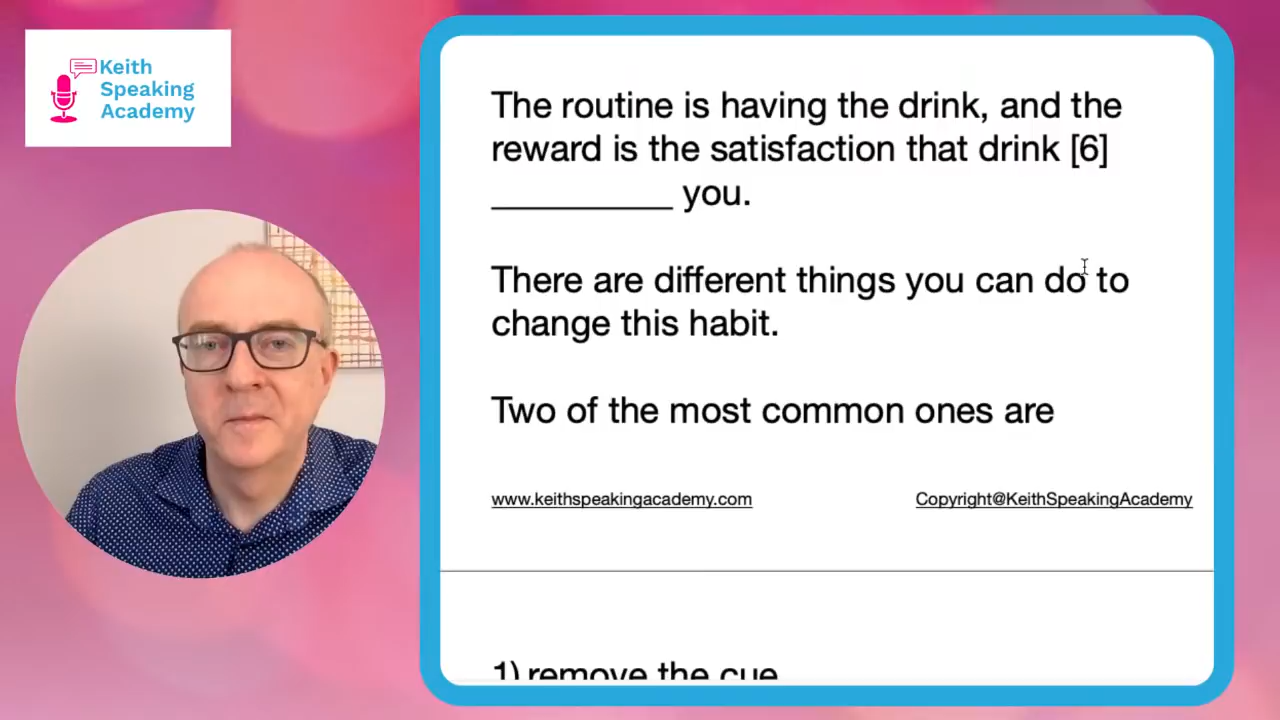 Keith
Speaking
Academy
The routine is having the drink, and the
reward is the satisfaction that drink [6]
__________ you.
There are different things you can do to
change this habit.
Two of the most common ones are
www.keithspeakingacademy.com
Copyright@KeithSpeakingAcademy
1) remove the cue